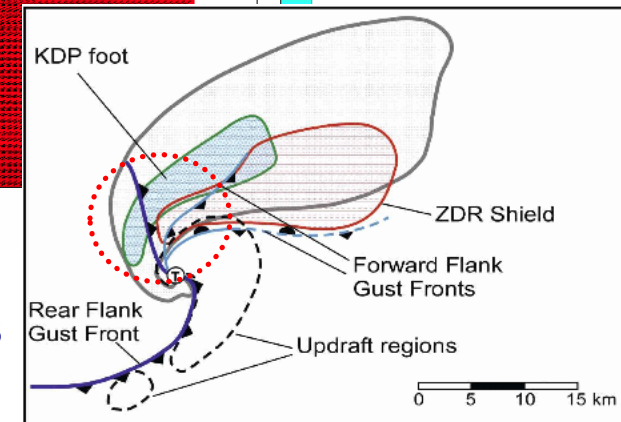 KDP foot
ZDR Shield
Forward Flank
Gust Fronts
T
Rear Flank
Gust Front
Updraft regions
0 5 10 15 km